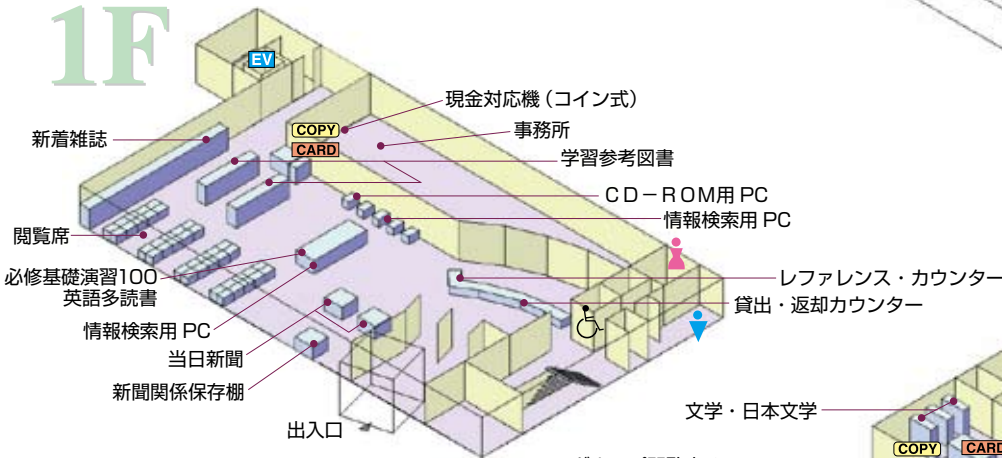 1F
EV
現金対応機（コイン式）
COPY
事務所
新着雑誌
CARD
学習参考図書
CD－ROM用 PC
情報検索用 PC
閲覧席
必修基礎演習100
英語多読書
レファレンス・カウンター
貸出・返却カウンター
情報検索用 PC
当日新聞
新聞関係保存棚
文学・日本文学
出入口
COPY
CARD